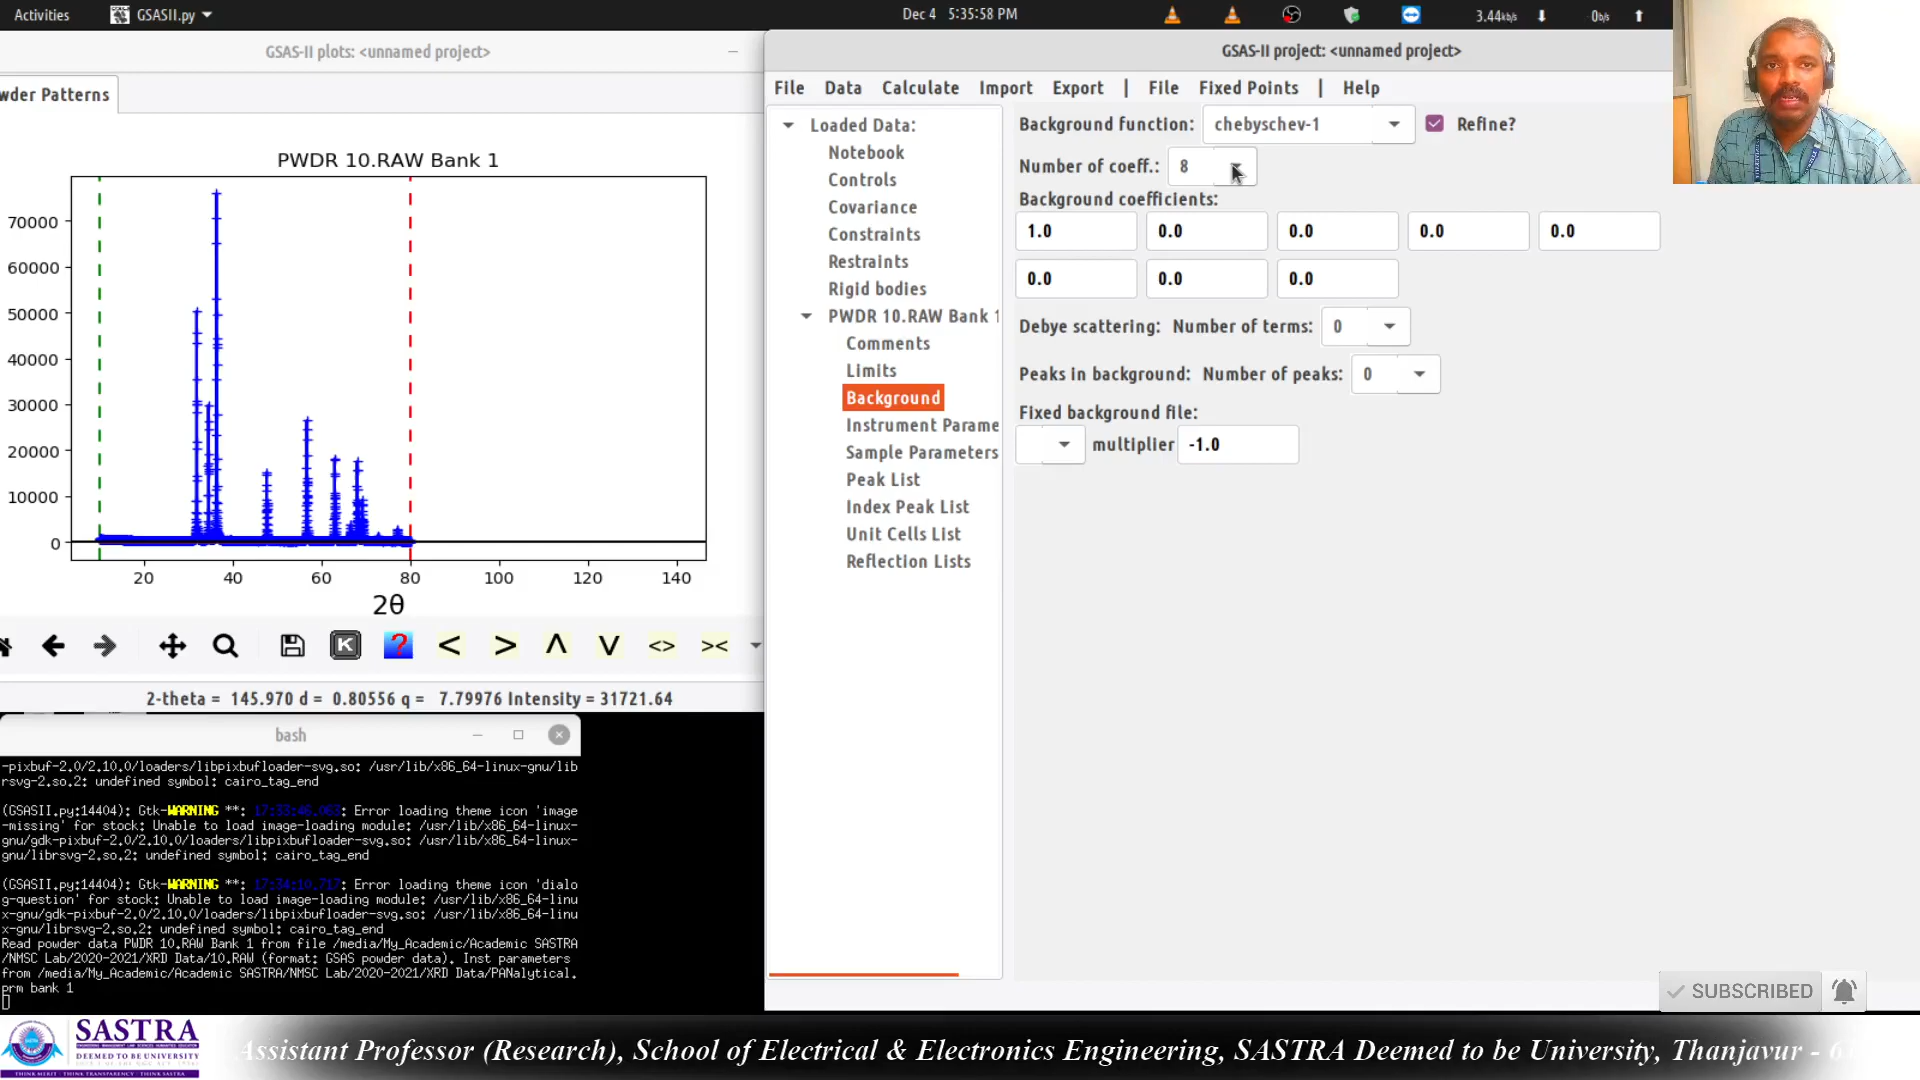 Activities
GSASII.py
Dec 4 5:35:58 PM
3.44kb/s
0b/s
GSAS-II plots: <unnamed project>
wder Patterns
PWDR 10.RAW Bank 1
70000
60000
50000
40000
30000
20000
10000
0
20 40 60 80 100 120 140
2θ
K ? < > <> ><
2-theta = 145.970 d = 0.80556 q = 7.79976 Intensity = 31721.64
GSAS-II project: <unnamed project>
File Data Calculate Import Export | File Fixed Points | Help
Loaded Data:
Notebook
Controls
Covariance
Constraints
Restraints
Rigid bodies
PWDR 10.RAW Bank 1
Comments
Limits
Background
Instrument Parame
Sample Parameters
Peak List
Index Peak List
Unit Cells List
Reflection Lists
Background function: chebyschev-1 Refine?
Number of coeff.: 8
Background coefficients:
1.0 0.0 0.0 0.0 0.0
0.0 0.0 0.0
Debye scattering: Number of terms: 0
Peaks in background: Number of peaks: 0
Fixed background file:
multiplier -1.0
bash
-pixbuf-2.0/2.10.0/loaders/libpixbufloader-svg.so: /usr/lib/x86_64-linux-gnu/lib
rsvg-2.so.2: undefined symbol: cairo_tag_end
(GSASII.py:14404): Gtk-WARNING **: : Error loading theme icon 'image
-missing' for stock: Unable to load image-loading module: /usr/lib/x86_64-linux-
gnu/gdk-pixbuf-2.0/2.10.0/loaders/libpixbufloader-svg.so: /usr/lib/x86_64-linux-
gnu/librsvg-2.so.2: undefined symbol: cairo_tag_end
(GSASII.py:14404): Gtk-WARNING **: 17:34:10.717: Error loading theme icon 'dialo
g-question' for stock: Unable to load image-loading module: /usr/lib/x86_64-linu
x-gnu/gdk-pixbuf-2.0/2.10.0/loaders/libpixbufloader-svg.so: /usr/lib/x86_64-linu
x-gnu/librsvg-2.so.2: undefined symbol: cairo_tag_end
Read powder data PWDR 10.RAW Bank 1 from file /media/My_Academic/Academic SASTRA
/NMSC Lab/2020-2021/XRD Data/10.RAW (format: GSAS powder data). Inst parameters
from /media/My_Academic/Academic SASTRA/NMSC Lab/2020-2021/XRD Data/PANalytical.
prm bank 1
SUBSCRIBED
SASTRA
DEEMED TO BE UNIVERSITY
THINK MERIT · THINK TRANSPARENCY · THINK SASTRA
Assistant Professor (Research), School of Electrical & Electronics Engineering, SASTRA Deemed to be University, Thanjavur - 6